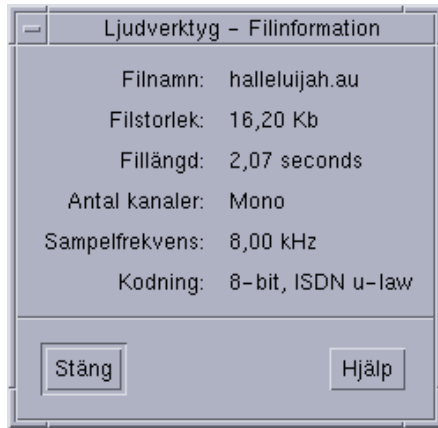 Ljudverktyg – Filinformation
Filnamn: halleluijah.au
Filstorlek: 16,20 Kb
Fillängd: 2,07 seconds
Antal kanaler: Mono
Sampelfrekvens: 8,00 kHz
Kodning: 8-bit, ISDN u-law
Stäng Hjälp